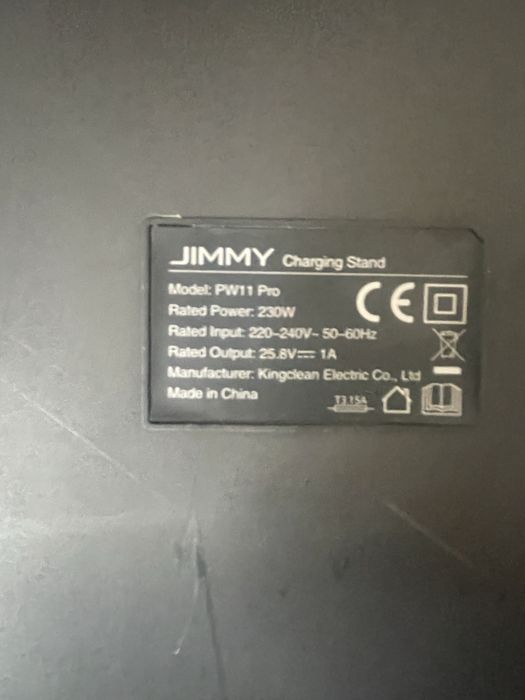 JIMMY Charging Stand
Model: PW11 Pro
Rated Power: 230W
Rated Input: 220-240V~ 50-60Hz
Rated Output: 25.8V⎓ 1A
Manufacturer: Kingclean Electric Co., Ltd
Made in China
CE
T3.15A